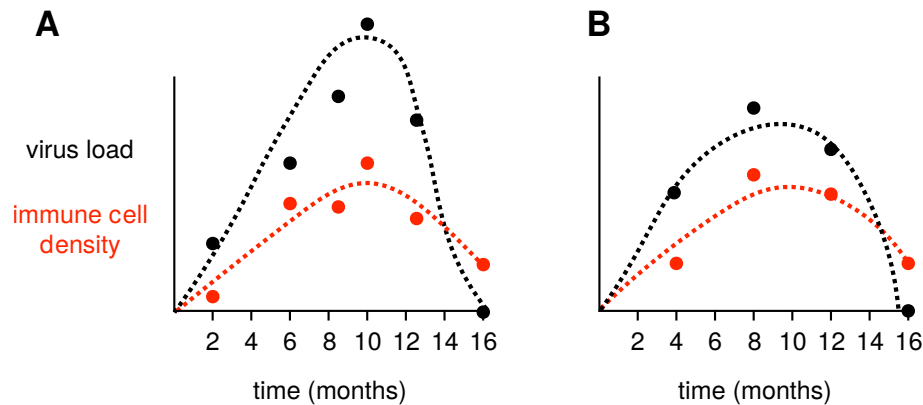 A
B
virus load
immune cell
density
2 4 6 8 10 12 14 16
2 4 6 8 10 12 14 16
time (months)
time (months)